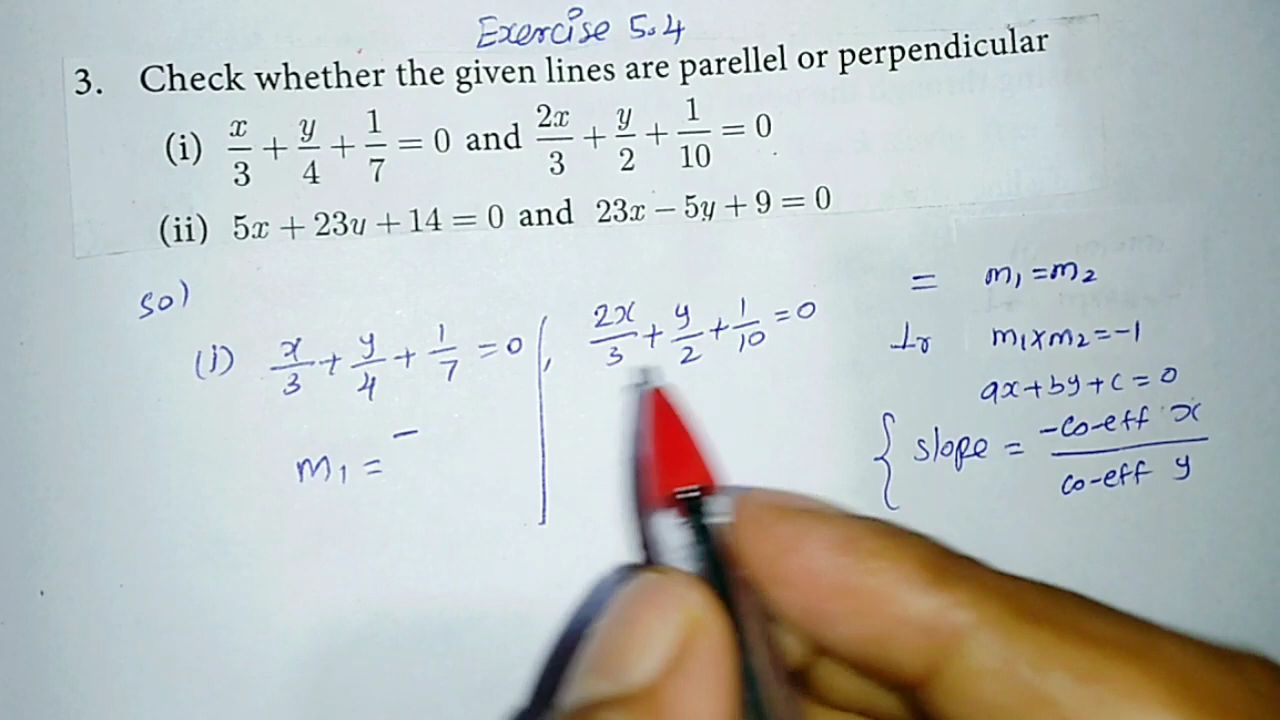 Exercise 5.4
3. Check whether the given lines are parellel or perpendicular
(i) x/3 + y/4 + 1/7 = 0 and 2x/3 + y/2 + 1/10 = 0
(ii) 5x + 23y + 14 = 0 and 23x − 5y + 9 = 0
sol
(i) x/3 + y/4 + 1/7 = 0, 2x/3 + y/2 + 1/10 = 0
m₁ = −
= m₁ = m₂
⊥r m₁ x m₂ = −1
ax + by + c = 0
slope = −co-eff x / co-eff y